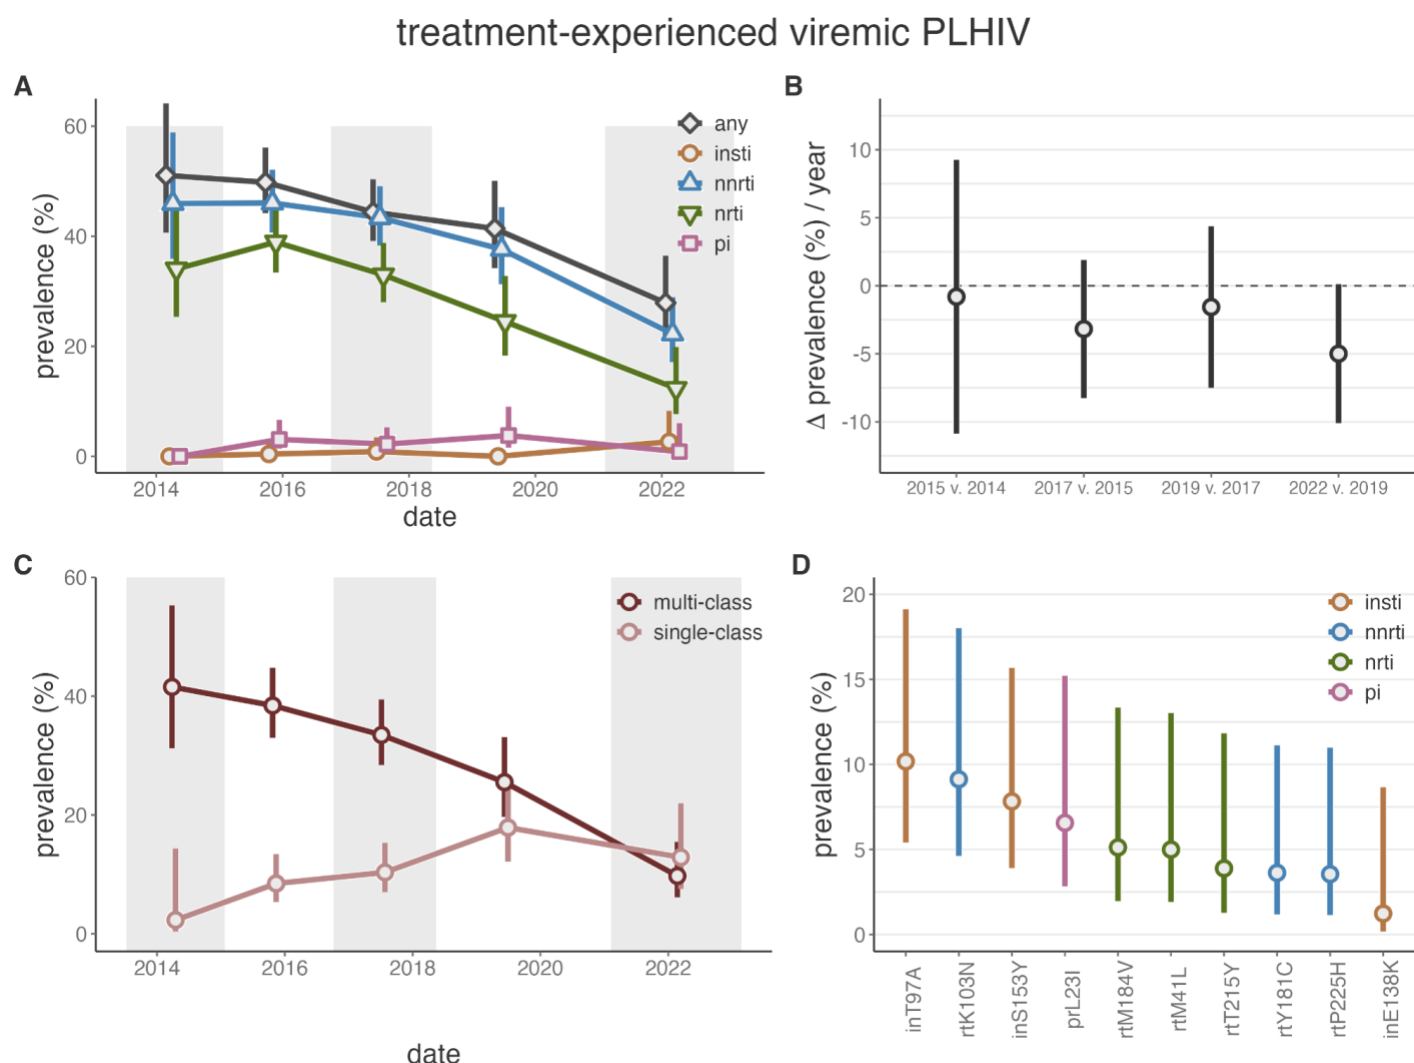 treatment-experienced viremic PLHIV
A
prevalence (%)
60
40
20
0
2014
2016
2018
2020
2022
date
any
insti
nnrti
nrti
pi
B
Δ prevalence (%) / year
10
5
0
-5
-10
2015 v. 2014
2017 v. 2015
2019 v. 2017
2022 v. 2019
C
prevalence (%)
60
40
20
0
2014
2016
2018
2020
2022
date
multi-class
single-class
D
prevalence (%)
20
15
10
5
0
insti
nnrti
nrti
pi
inT97A
rtK103N
inS153Y
prL23I
rtM184V
rtM41L
rtT215Y
rtY181C
rtP225H
inE138K